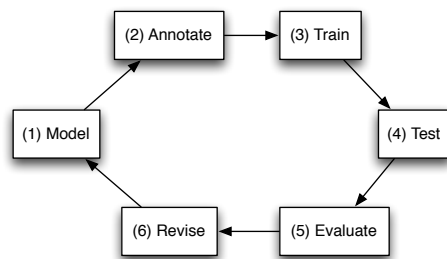 (1) Model
(2) Annotate
(3) Train
(4) Test
(5) Evaluate
(6) Revise